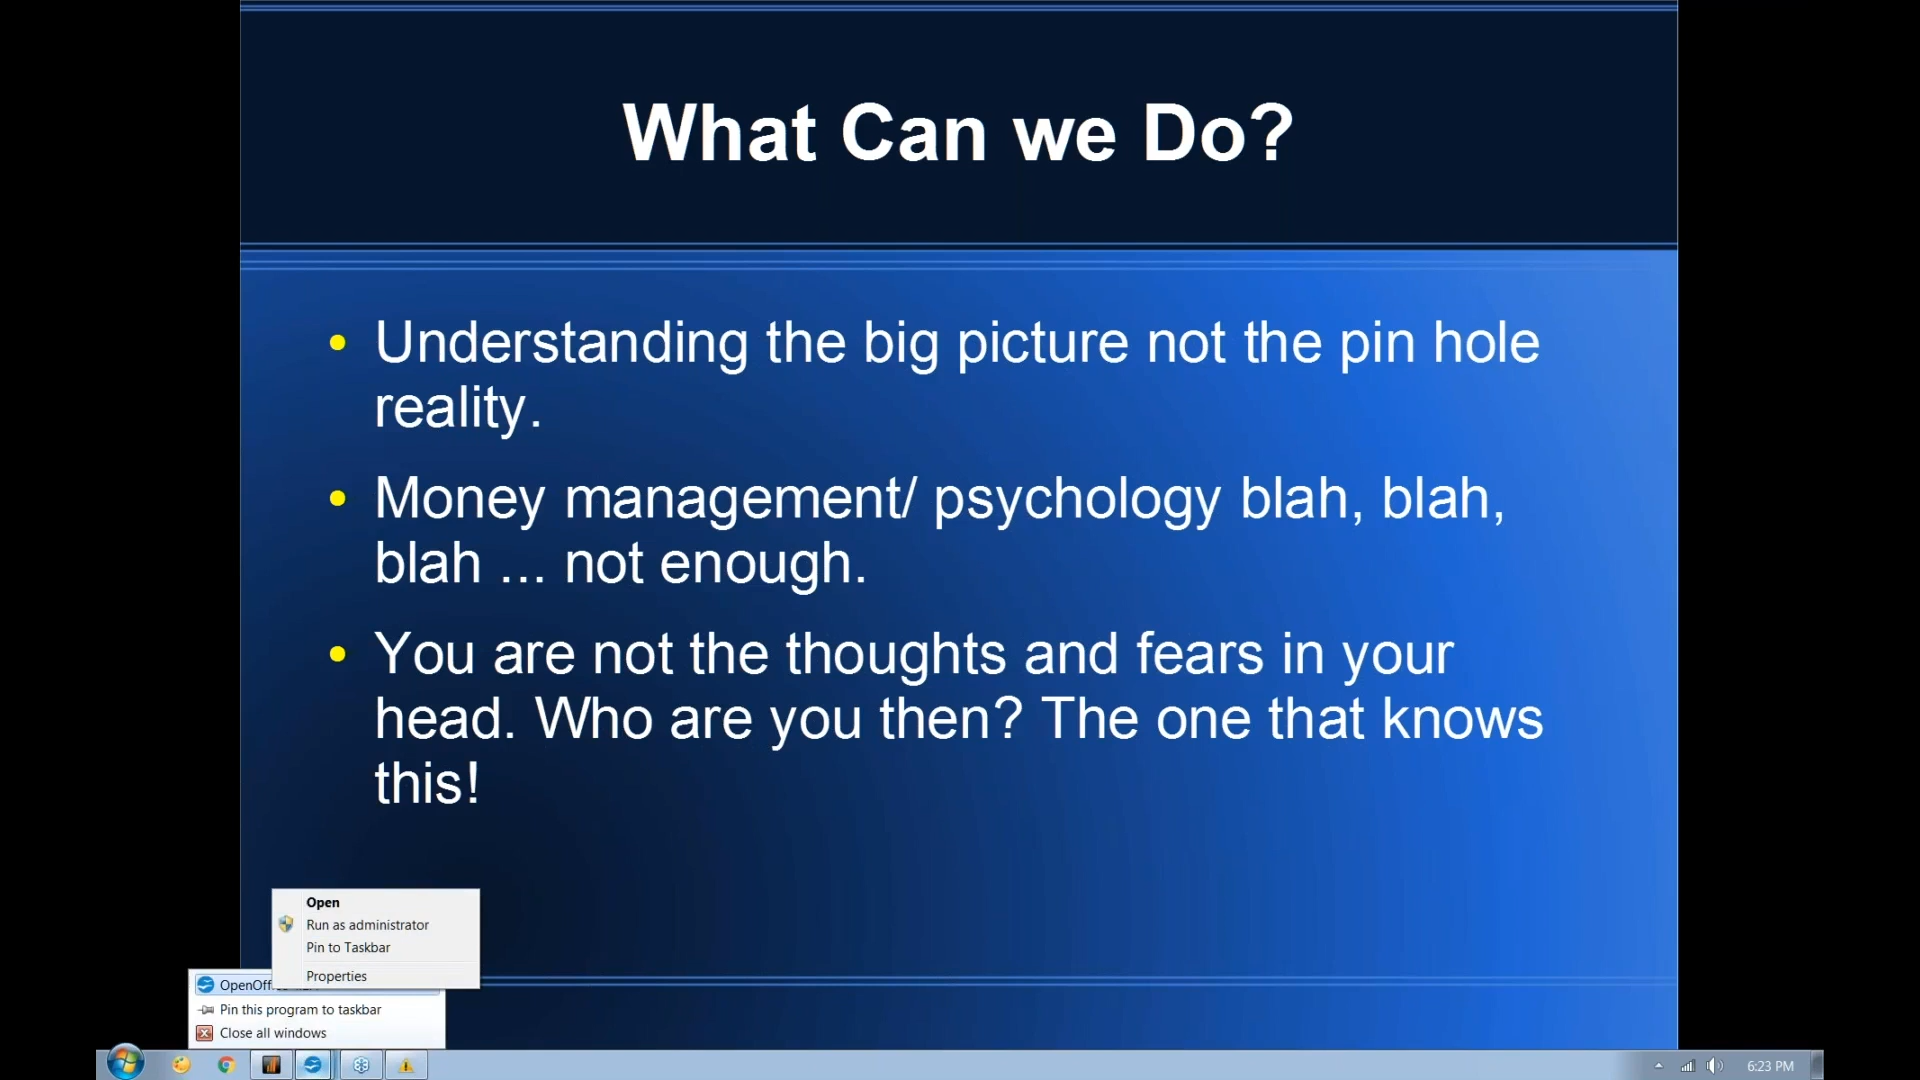 What Can we Do?
Understanding the big picture not the pin hole
reality.
Money management/ psychology blah, blah,
blah ... not enough.
You are not the thoughts and fears in your
head. Who are you then? The one that knows
this!
Open
Run as administrator
Pin to Taskbar
Properties
Pin this program to taskbar
Close all windows
6:23 PM